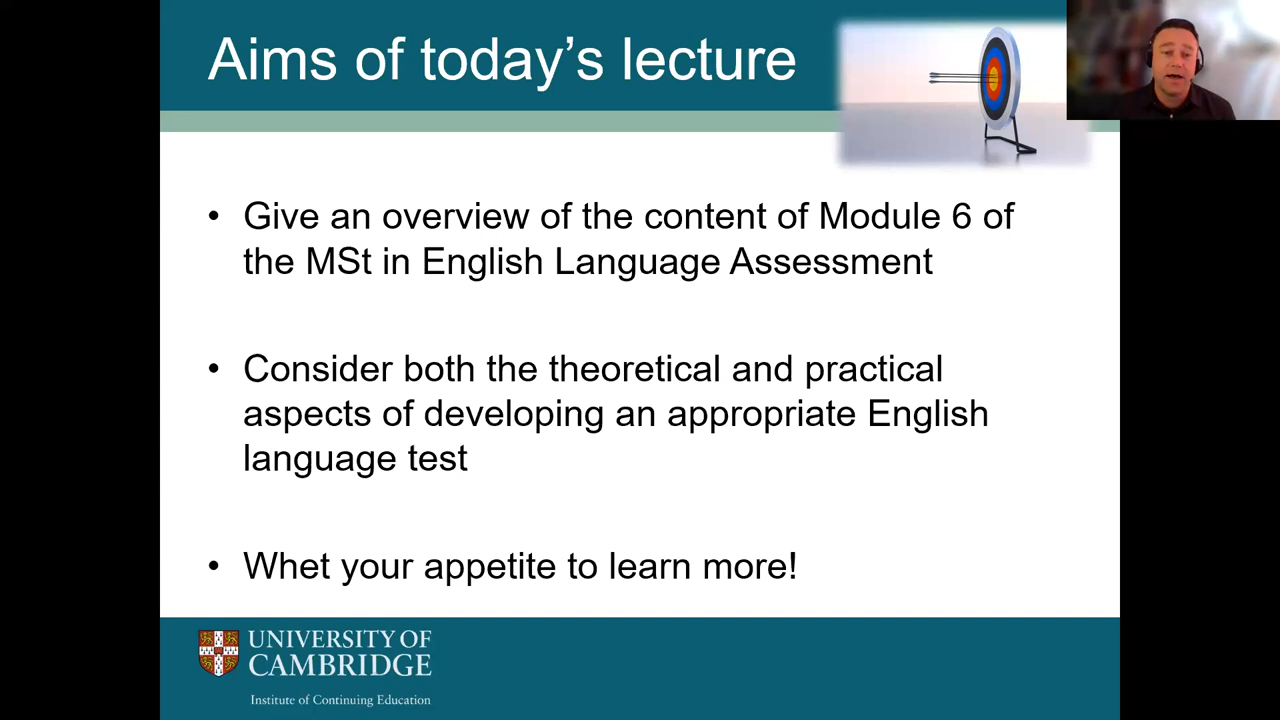 Aims of today’s lecture
• Give an overview of the content of Module 6 of
the MSt in English Language Assessment
• Consider both the theoretical and practical
aspects of developing an appropriate English
language test
• Whet your appetite to learn more!
UNIVERSITY OF
CAMBRIDGE
Institute of Continuing Education